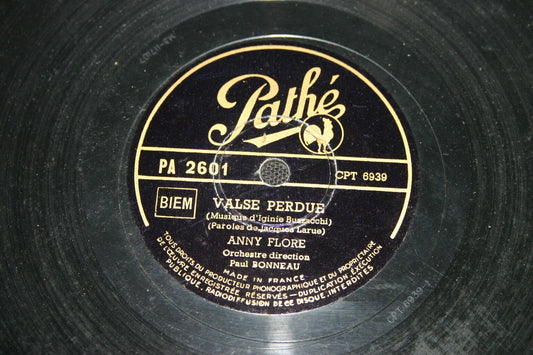 Pathé
PA 2601
CPT 6939
BIEM
VALSE PERDUE
(Musique d'Iginie Buszacchi)
(Paroles de Jacques Larue)
ANNY FLORE
Orchestre direction
Paul BONNEAU
MADE IN FRANCE
TOUS DROITS DU PRODUCTEUR PHONOGRAPHIQUE ET DU PROPRIÉTAIRE
DE L'ŒUVRE ENREGISTRÉE RÉSERVÉS — DUPLICATION EXÉCUTION
PUBLIQUE, RADIODIFFUSION DE CE DISQUE INTERDITES